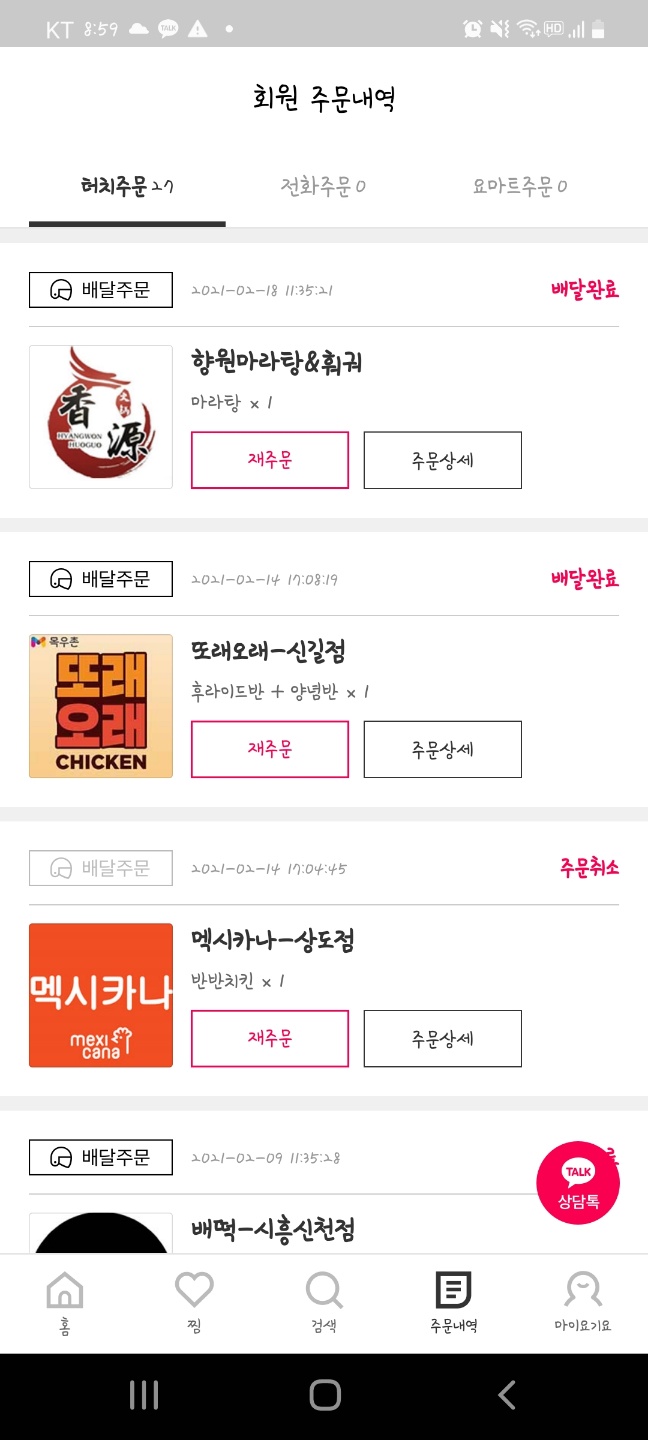 KT 8:59 TALK HD
회원 주문내역
터치주문 27 전화주문 0 요마트주문 0
배달주문 2021-02-18 11:35:21 배달완료
향원마라탕&훠궈
마라탕 x 1
香 火锅
HYANGWON
HUOGUO
源
재주문 주문상세
배달주문 2021-02-14 17:08:19 배달완료
목우촌
또래
오래
CHICKEN
또래오래-신길점
후라이드반 + 양념반 x 1
재주문 주문상세
배달주문 2021-02-14 17:04:45 주문취소
멕시카나
mexi
cana
멕시카나-상도점
반반치킨 x 1
재주문 주문상세
배달주문 2021-02-09 11:35:28
TALK
상담톡
배떡-시흥신천점
홈 찜 검색 주문내역 마이요기요